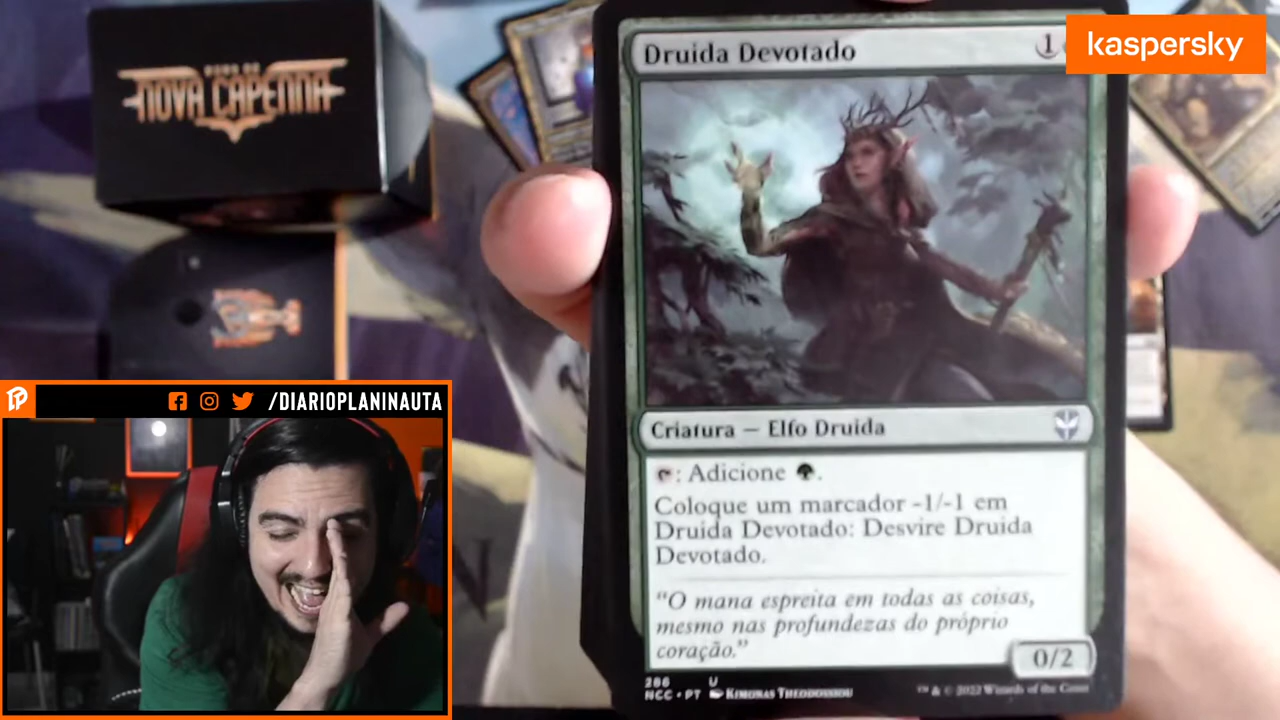 NOVA CAPENNA
Druida Devotado
1
kaspersky
/DIARIOPLANINAUTA
Criatura — Elfo Druida
: Adicione .
Coloque um marcador -1/-1 em
Druida Devotado: Desvire Druida
Devotado.
"O mana espreita em todas as coisas,
mesmo nas profundezas do próprio
coração."
0/2
286 U
NCC • PT Kimonas Theodossiou
™ & © 2022 Wizards of the Coast